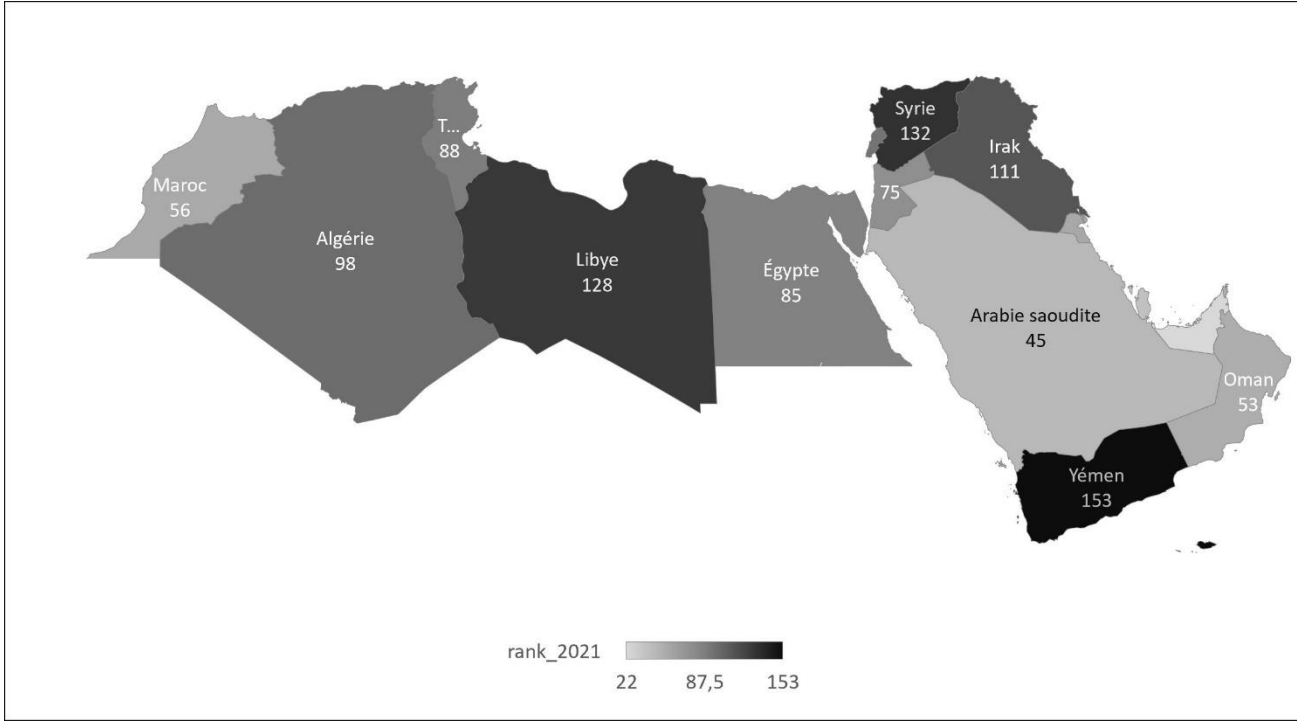 Maroc
56
Algérie
98
T...
88
Libye
128
Égypte
85
Syrie
132
Irak
111
75
Arabie saoudite
45
Oman
53
Yémen
153
rank_2021
22 87,5 153